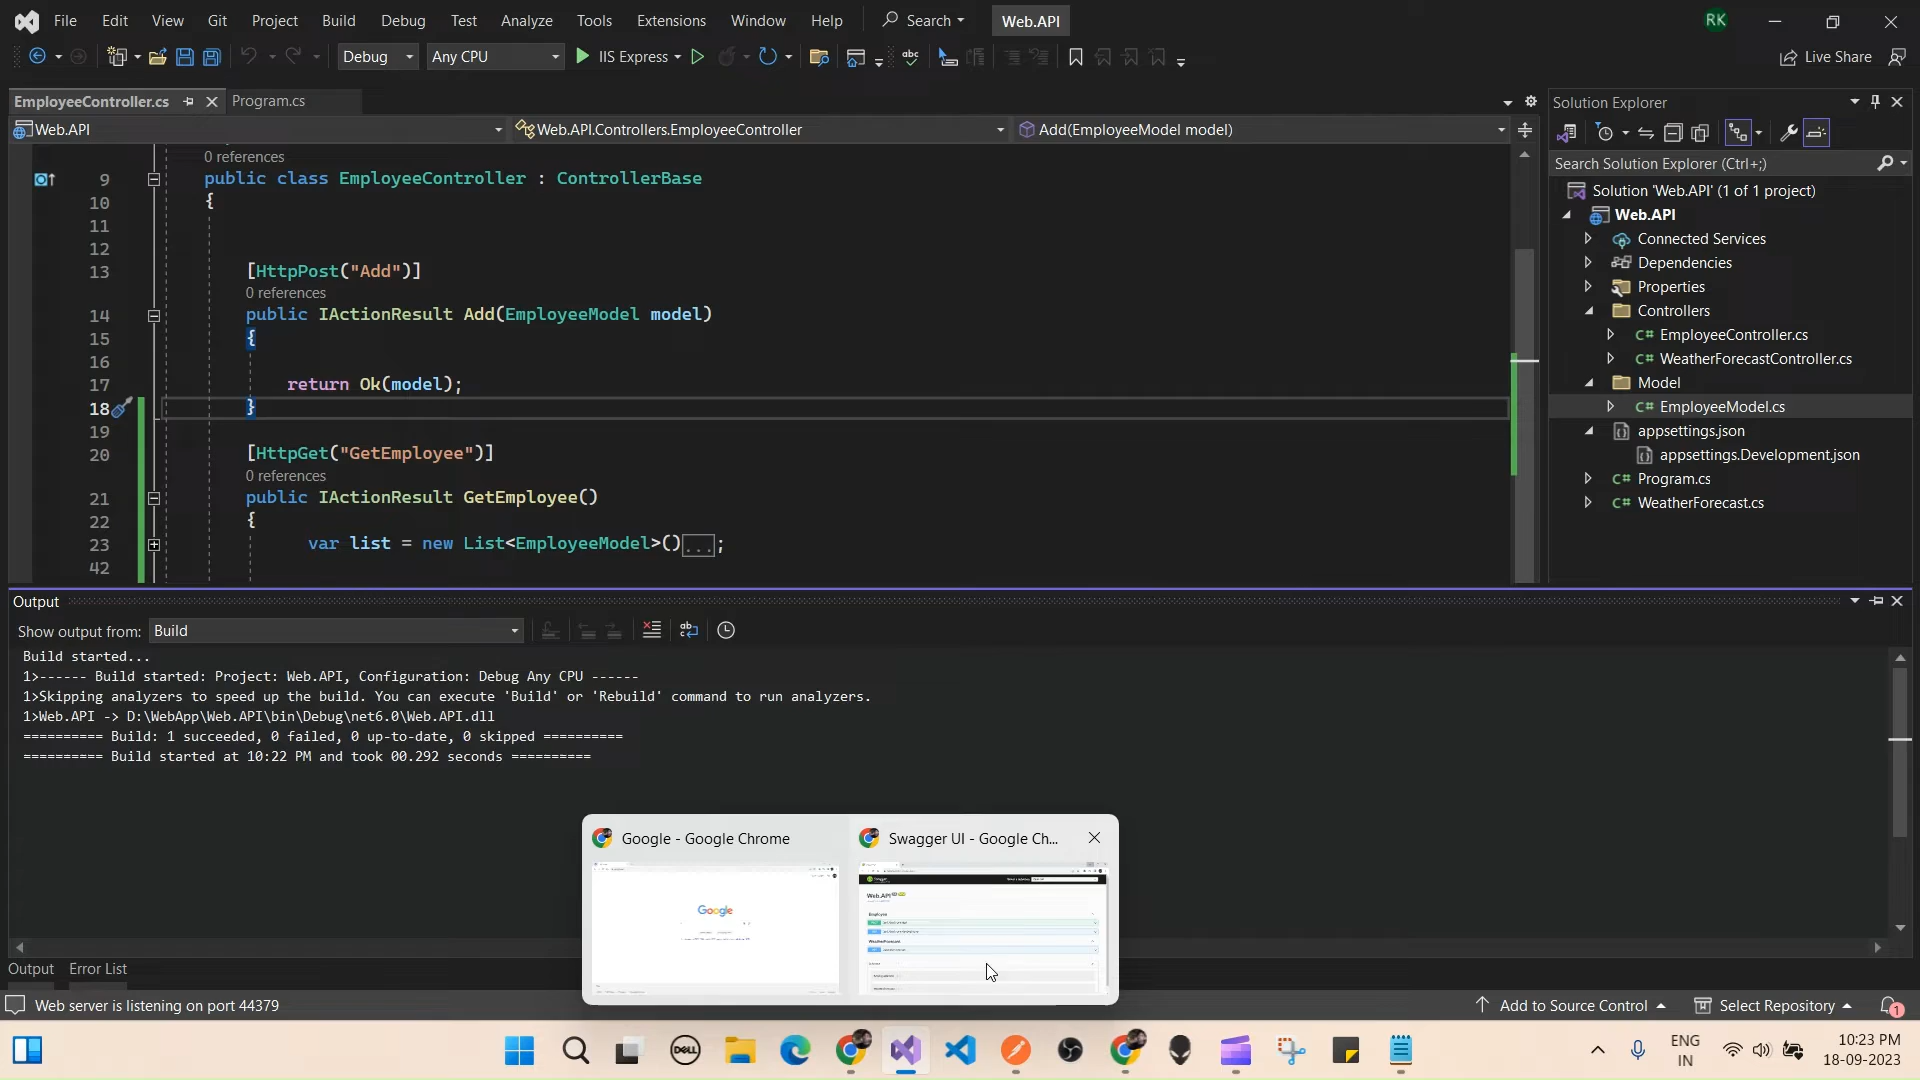 File Edit View Git Project Build Debug Test Analyze Tools Extensions Window Help Search Web.API RK
Debug Any CPU IIS Express Live Share
EmployeeController.cs Program.cs
Web.API Web.API.Controllers.EmployeeController Add(EmployeeModel model)
0 references
9 public class EmployeeController : ControllerBase
10 {
11
12
13 [HttpPost("Add")]
0 references
14 public IActionResult Add(EmployeeModel model)
15 {
16
17 return Ok(model);
18 }
19
20 [HttpGet("GetEmployee")]
0 references
21 public IActionResult GetEmployee()
22 {
23 var list = new List<EmployeeModel>()...;
42
Solution Explorer
Search Solution Explorer (Ctrl+;)
Solution 'Web.API' (1 of 1 project)
Web.API
Connected Services
Dependencies
Properties
Controllers
C# EmployeeController.cs
C# WeatherForecastController.cs
Model
C# EmployeeModel.cs
appsettings.json
appsettings.Development.json
C# Program.cs
C# WeatherForecast.cs
Output
Show output from: Build
Build started...
1>------ Build started: Project: Web.API, Configuration: Debug Any CPU ------
1>Skipping analyzers to speed up the build. You can execute 'Build' or 'Rebuild' command to run analyzers.
1>Web.API -> D:\WebApp\Web.API\bin\Debug\net6.0\Web.API.dll
========== Build: 1 succeeded, 0 failed, 0 up-to-date, 0 skipped ==========
========== Build started at 10:22 PM and took 00.292 seconds ==========
Google - Google Chrome Swagger UI - Google Ch...
Google
Web.API
Employee
WeatherForecast
Output Error List
Web server is listening on port 44379 Add to Source Control Select Repository 1
DELL
ENG
IN
10:23 PM
18-09-2023